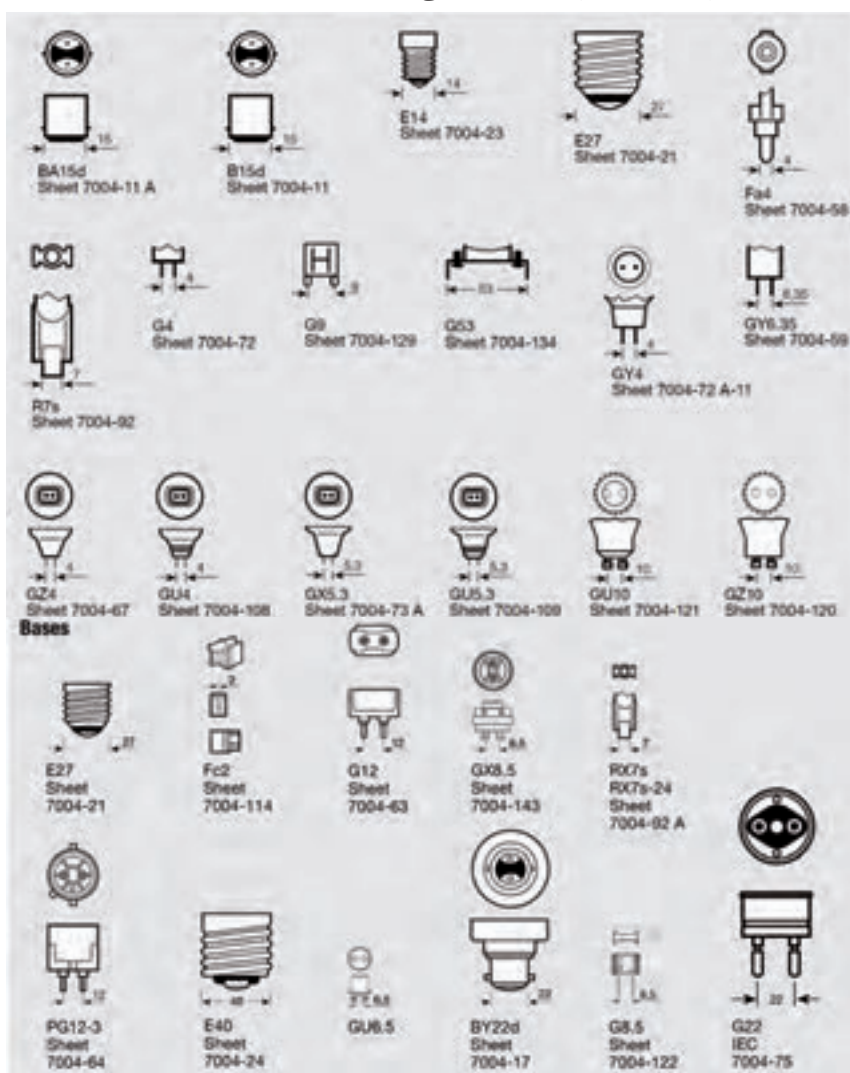 15
BA15d
Sheet 7004-11 A
15
B15d
Sheet 7004-11
14
E14
Sheet 7004-23
27
E27
Sheet 7004-21
4
Fa4
Sheet 7004-58
7
R7s
Sheet 7004-92
4
G4
Sheet 7004-72
9
G9
Sheet 7004-129
53
G53
Sheet 7004-134
4
GY4
Sheet 7004-72 A-11
6,35
GY6.35
Sheet 7004-59
4
GZ4
Sheet 7004-67
4
GU4
Sheet 7004-108
5,3
GX5.3
Sheet 7004-73 A
5,3
GU5.3
Sheet 7004-109
10
GU10
Sheet 7004-121
10
GZ10
Sheet 7004-120
Bases
27
E27
Sheet
7004-21
2
Fc2
Sheet
7004-114
12
G12
Sheet
7004-63
8,5
GX8.5
Sheet
7004-143
7
RX7s
RX7s-24
Sheet
7004-92 A
12
PG12-3
Sheet
7004-64
40
E40
Sheet
7004-24
6,5
GU6.5
22
BY22d
Sheet
7004-17
8,5
G8.5
Sheet
7004-122
22
G22
IEC
7004-75